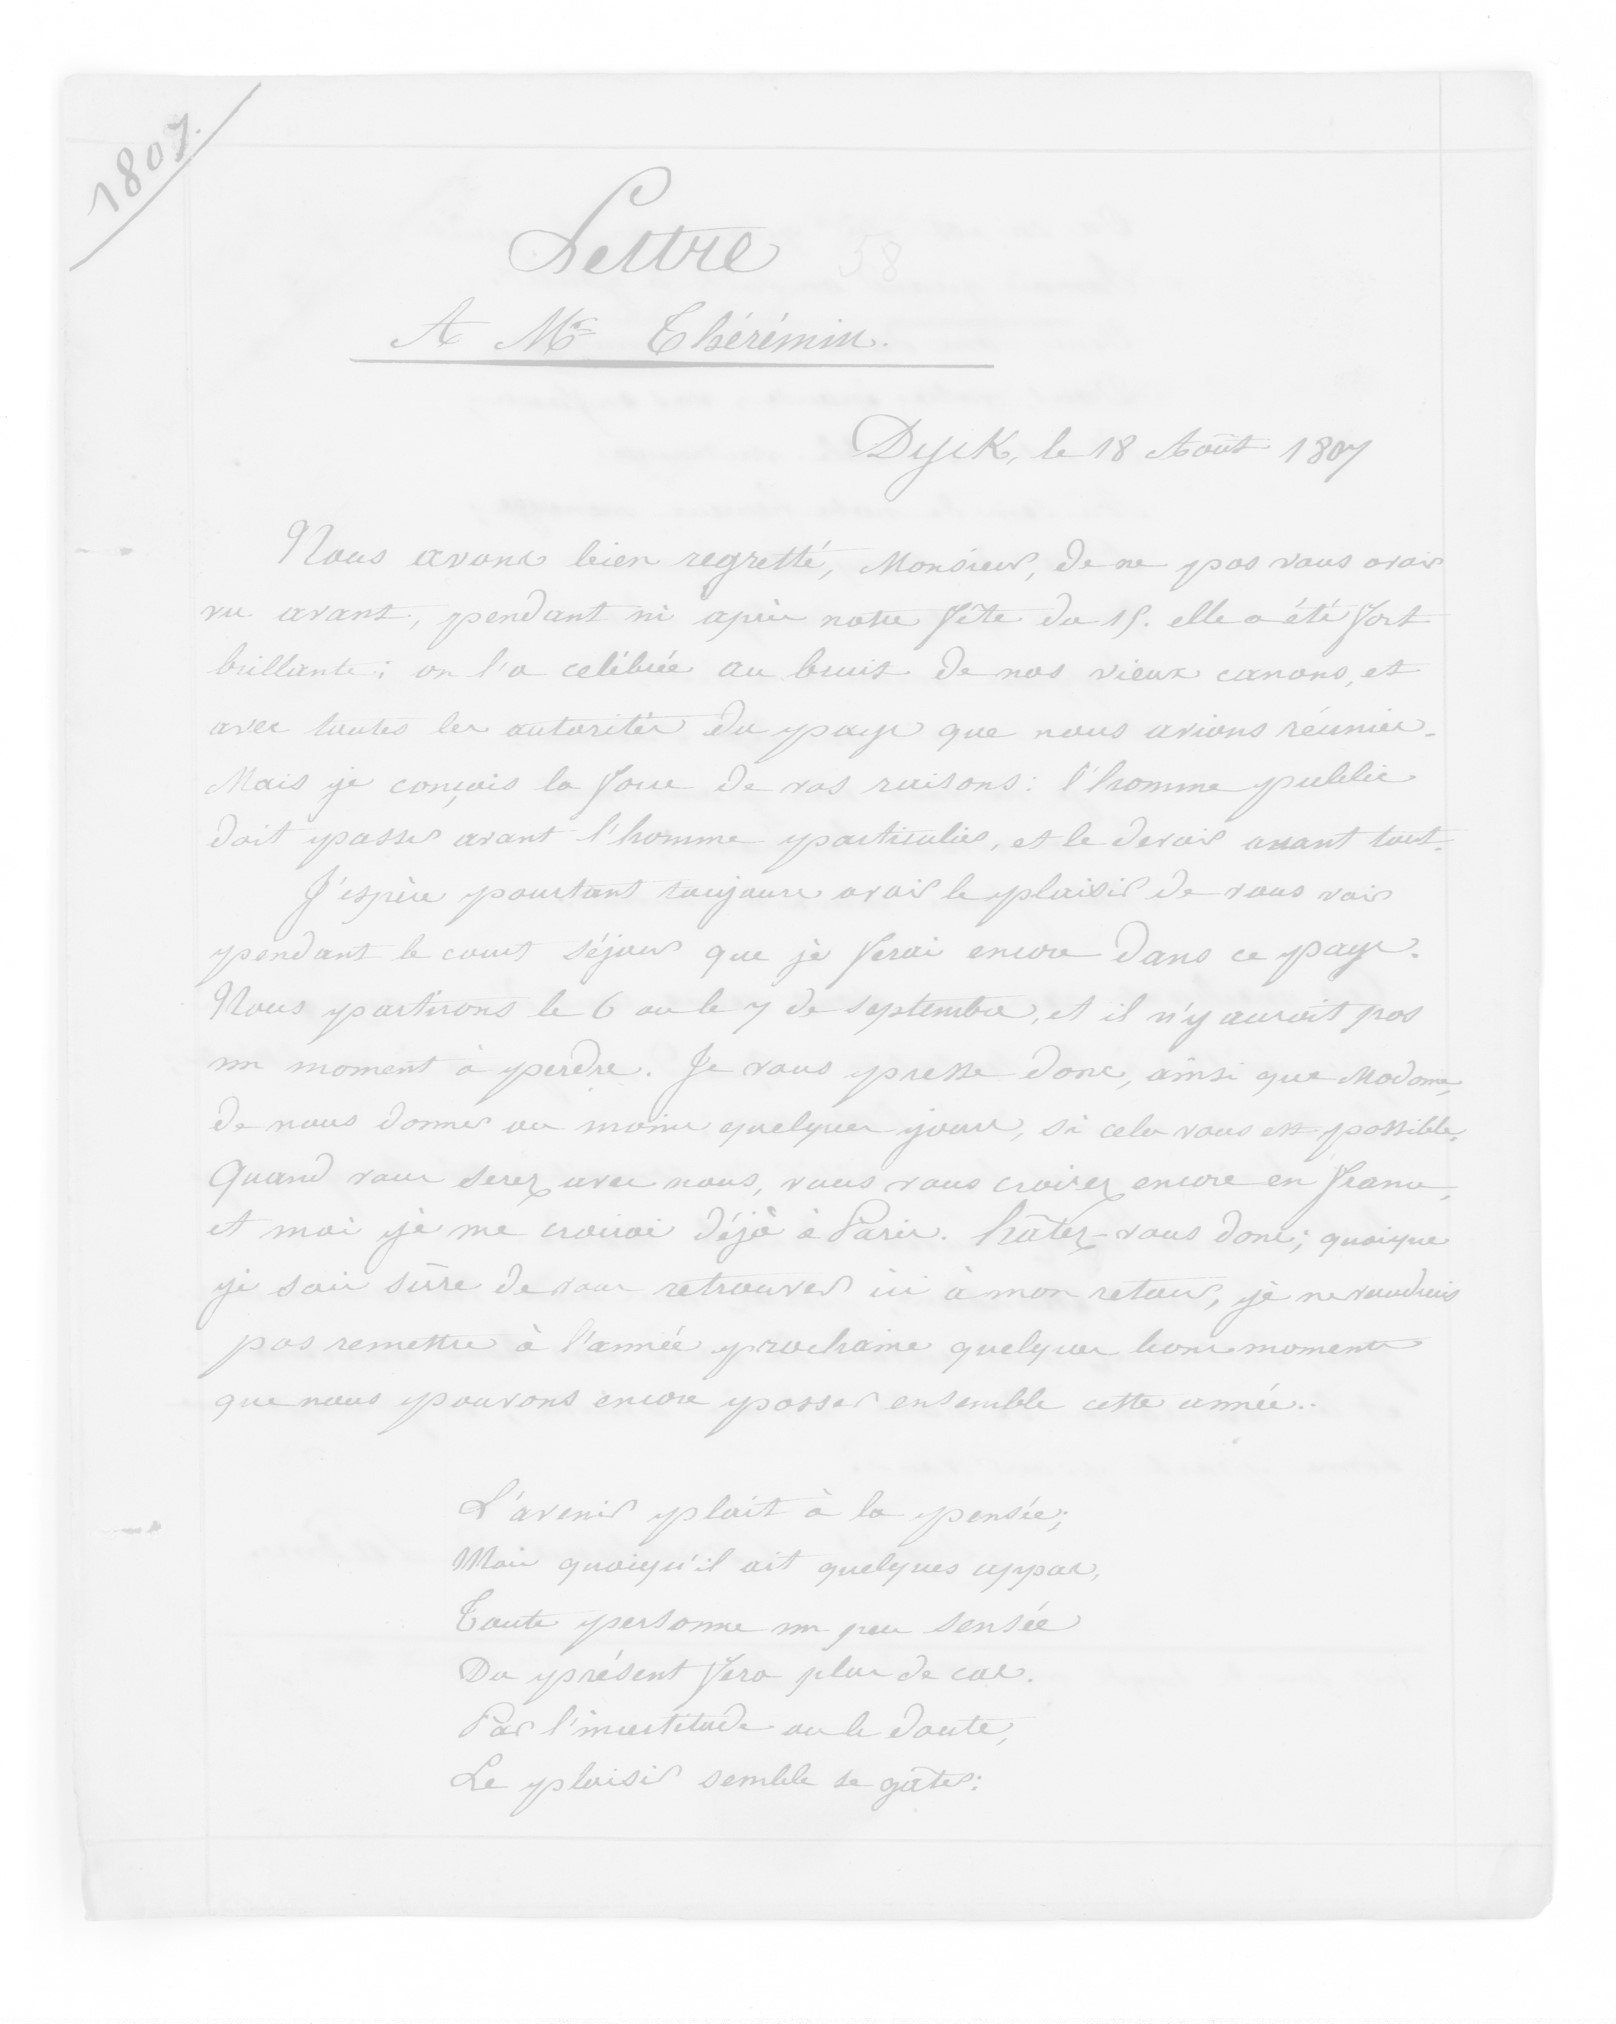 1807.
Lettre 58
A Mr Thérémin.
Dyck, le 18 Août 1807
Nous avons bien regretté, Monsieur, de ne pas vous avoir
vu avant, pendant ni après notre fête du 15. elle a été fort
brillante; on l'a célébrée au bruit de nos vieux canons, et
avec toutes les autorités du pays que nous avions réunies.
Mais je conçois la force de vos raisons: l'homme public
doit passer avant l'homme particulier, et le devoir avant tout.
J'espère pourtant toujours avoir le plaisir de vous voir
pendant le court séjour que je ferai encore dans ce pays.
Nous partirons le 6 ou le 7 de septembre, et il n'y auroit pas
un moment à perdre. Je vous presse donc, ainsi que Madame,
de nous donner au moins quelques jours, si cela vous est possible.
Quand vous serez avec nous, vous vous croirez encore en France,
et moi je me croirai déjà à Paris. hâtez-vous donc; quoique
je sois sûre de vous retrouver ici à mon retour, je ne voudrais
pas remettre à l'année prochaine quelques bons moments
que nous pouvons encore passer ensemble cette année.
L'avenir plait à la pensée;
Mais quoiqu'il ait quelques appas,
Toute personne un peu sensée
Du présent fera plus de cas.
Par l'incertitude ou le doute,
Le plaisir semble se gâter: